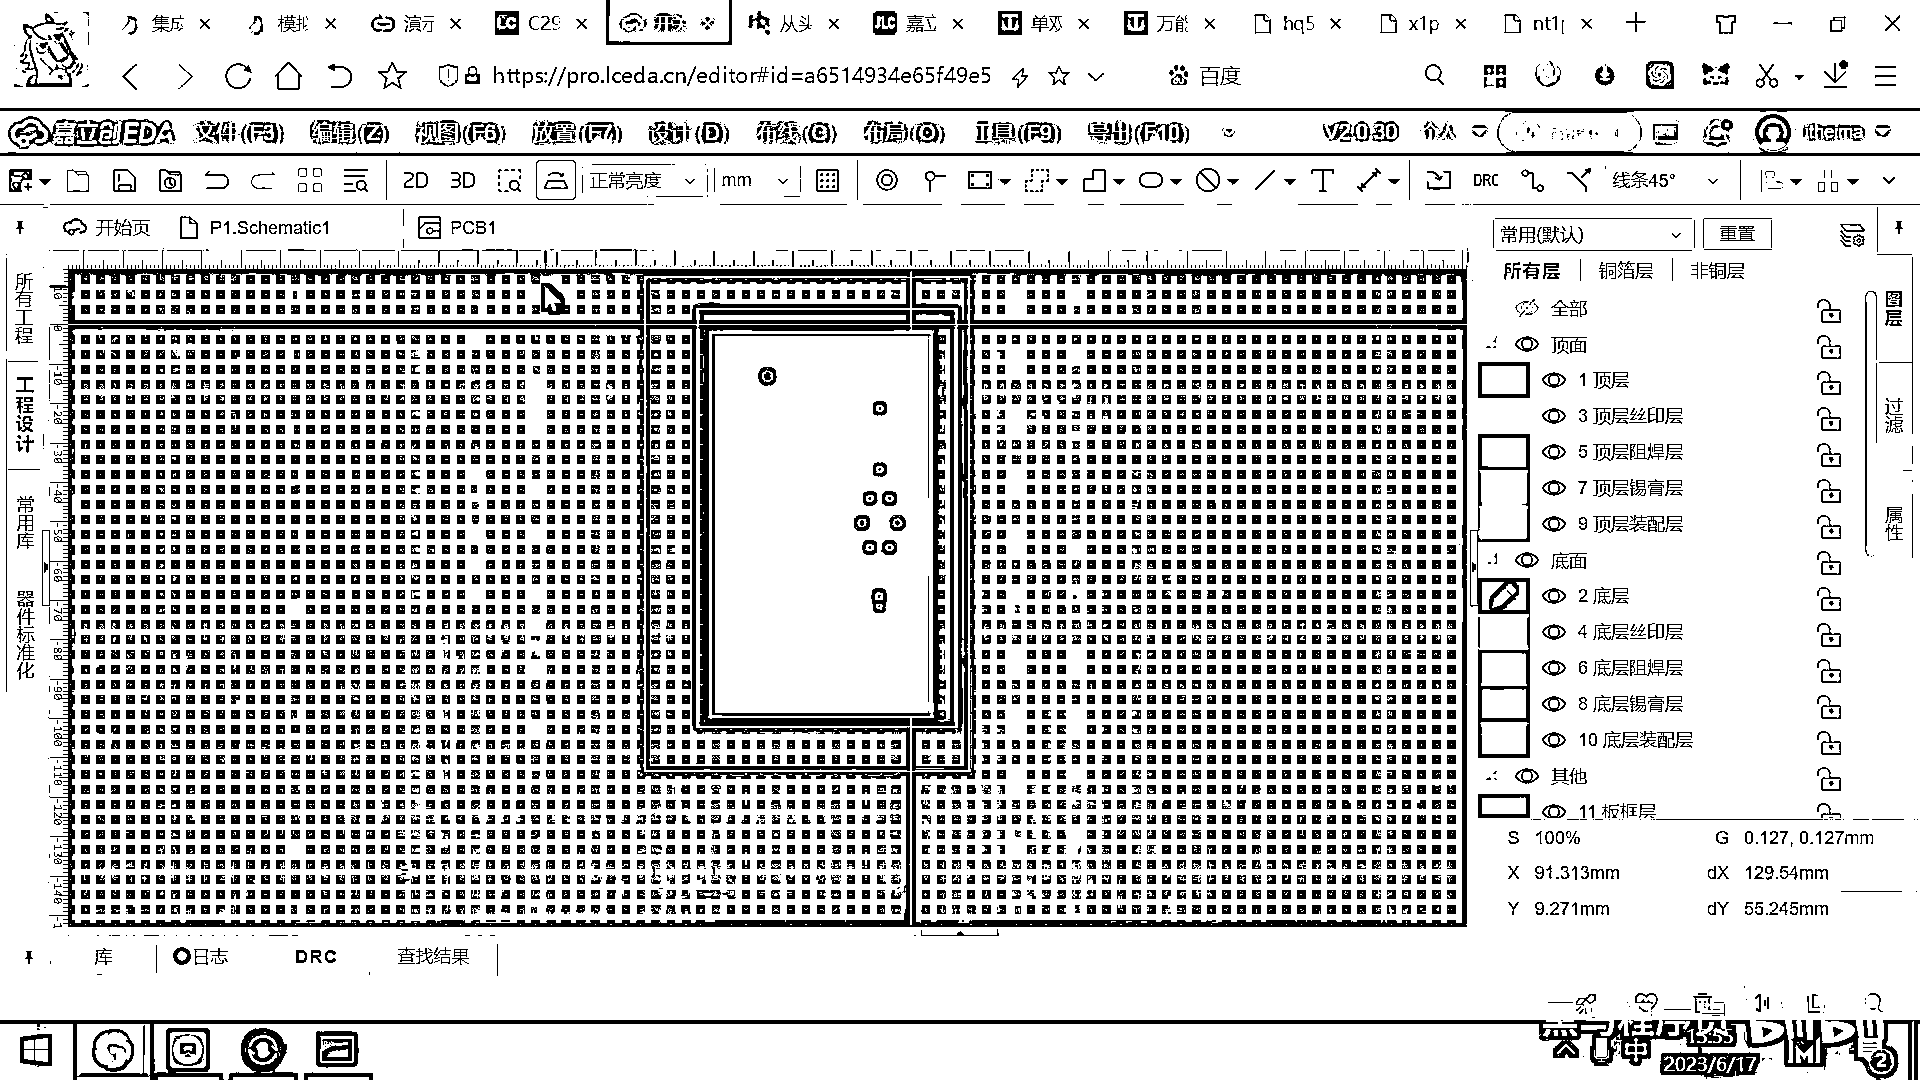 集成
模拟
演示
C29
开源
从头
嘉立
单双
万能
hq5
x1p
nt1p
https://pro.lceda.cn/editor#id=a6514934e65f49e5
百度
嘉立创EDA 文件(F3) 编辑(Z) 视图(F6) 放置(F7) 设计(D) 布线(G) 布局(O) 工具(F9) 导出(F10) V2.0.30 个人 ithema
2D 3D 正常亮度 mm DRC 线条45°
开始页 P1.Schematic1 PCB1
常用(默认) 重置
所有层 铜箔层 非铜层
所有工程
工程设计
常用库
器件标准化
全部
顶面
1 顶层
3 顶层丝印层
5 顶层阻焊层
7 顶层锡膏层
9 顶层装配层
底面
2 底层
4 底层丝印层
6 底层阻焊层
8 底层锡膏层
10 底层装配层
其他
11 板框层
图层
过滤
属性
S 100% G 0.127, 0.127mm
X 91.313mm dX 129.54mm
Y 9.271mm dY 55.245mm
库 日志 DRC 查找结果
中
15:55
2023/6/17
2